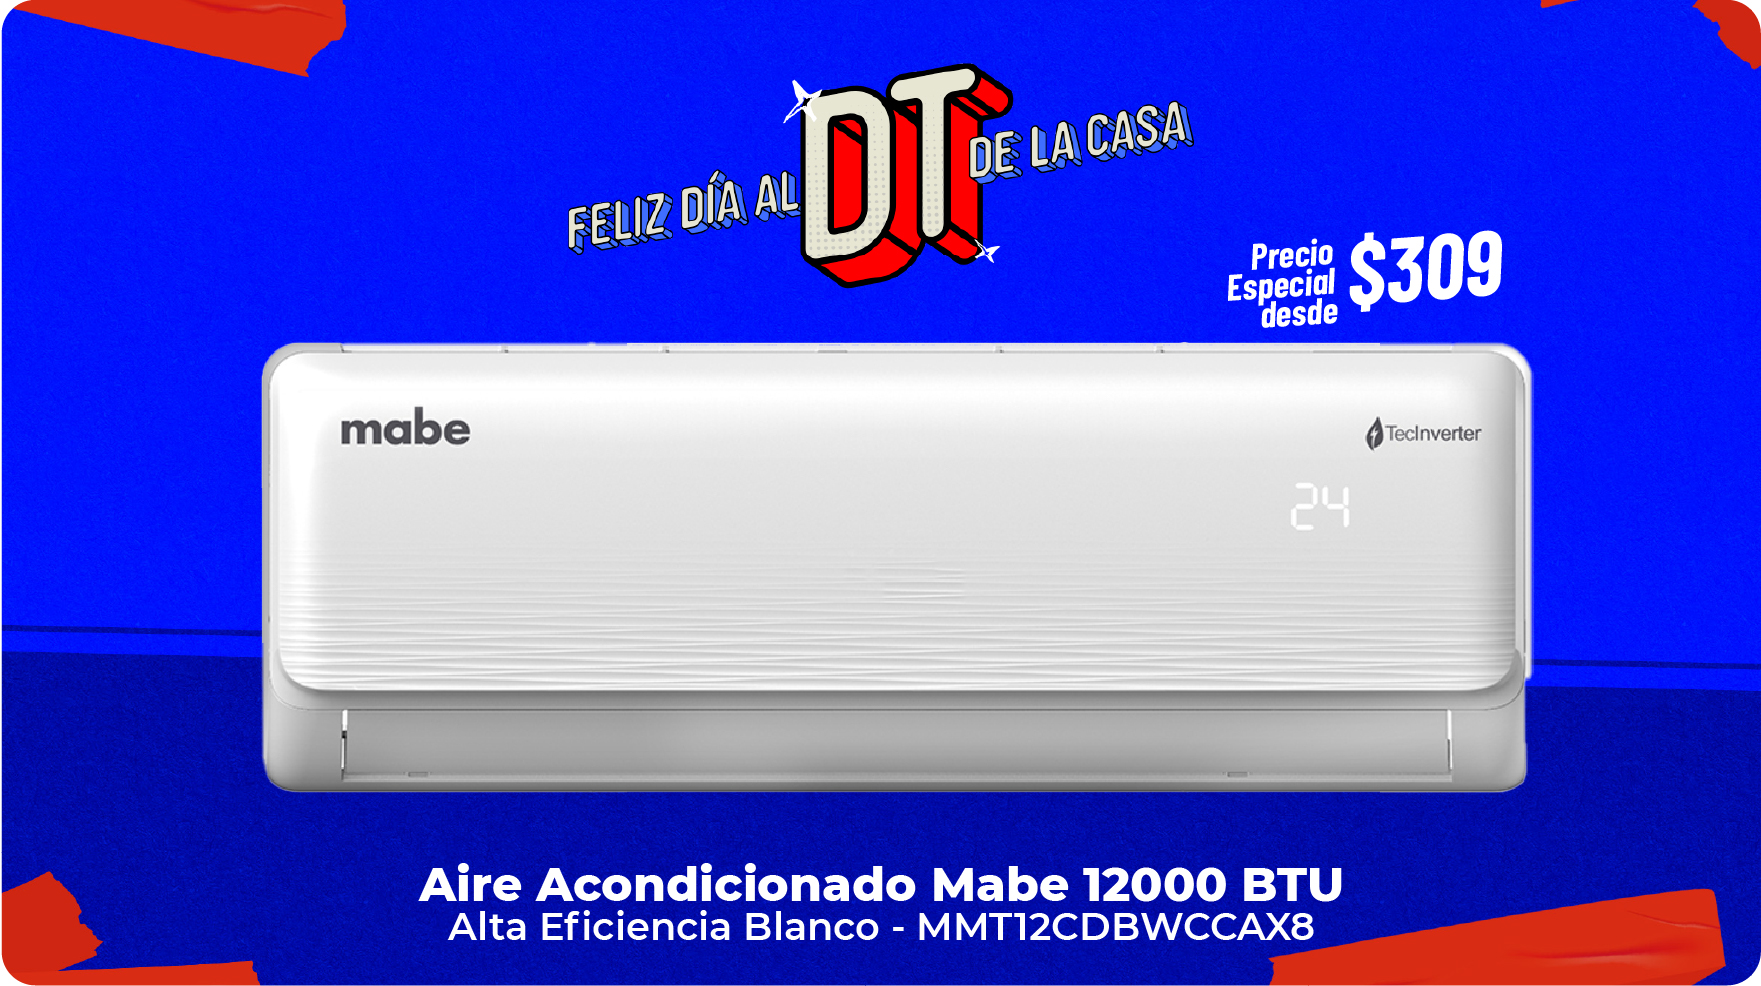 FELIZ DÍA AL DT DE LA CASA
Precio
Especial
desde
$309
mabe
TecInverter
24
Aire Acondicionado Mabe 12000 BTU
Alta Eficiencia Blanco - MMT12CDBWCCAX8